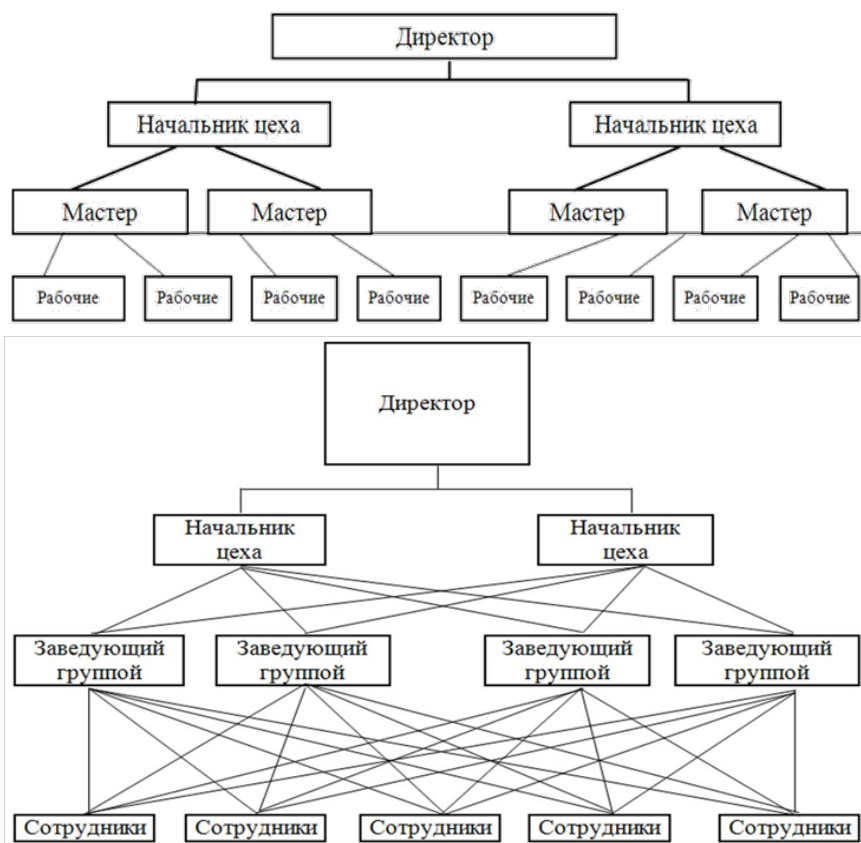 Директор
Начальник цеха Начальник цеха
Мастер Мастер Мастер Мастер
Рабочие Рабочие Рабочие Рабочие Рабочие Рабочие Рабочие Рабочие
Директор
Начальник цеха Начальник цеха
Заведующий группой Заведующий группой Заведующий группой Заведующий группой
Сотрудники Сотрудники Сотрудники Сотрудники Сотрудники